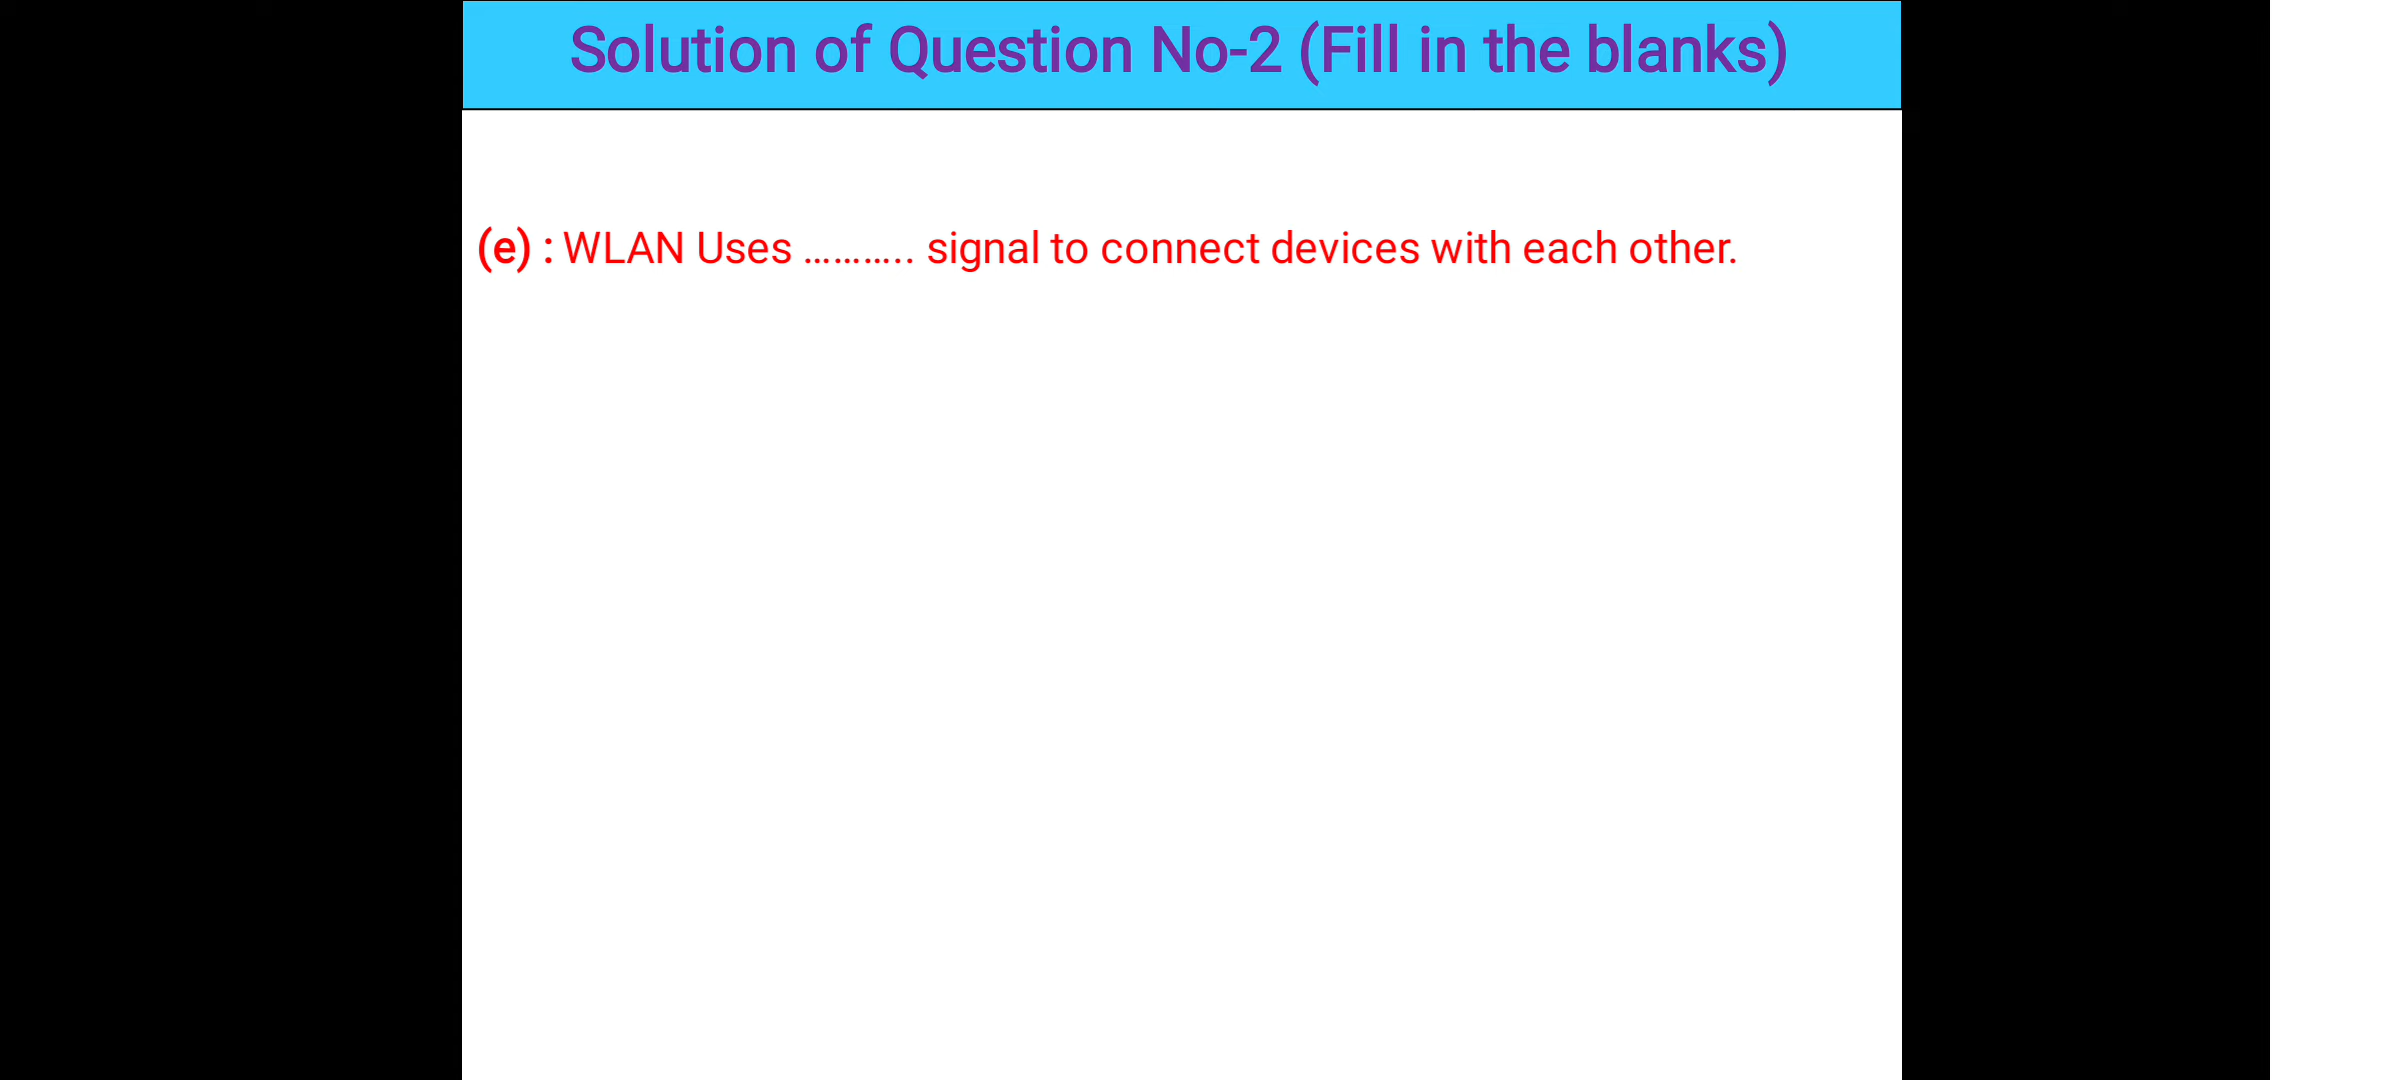 Solution of Question No-2 (Fill in the blanks)
(e) : WLAN Uses ……….. signal to connect devices with each other.